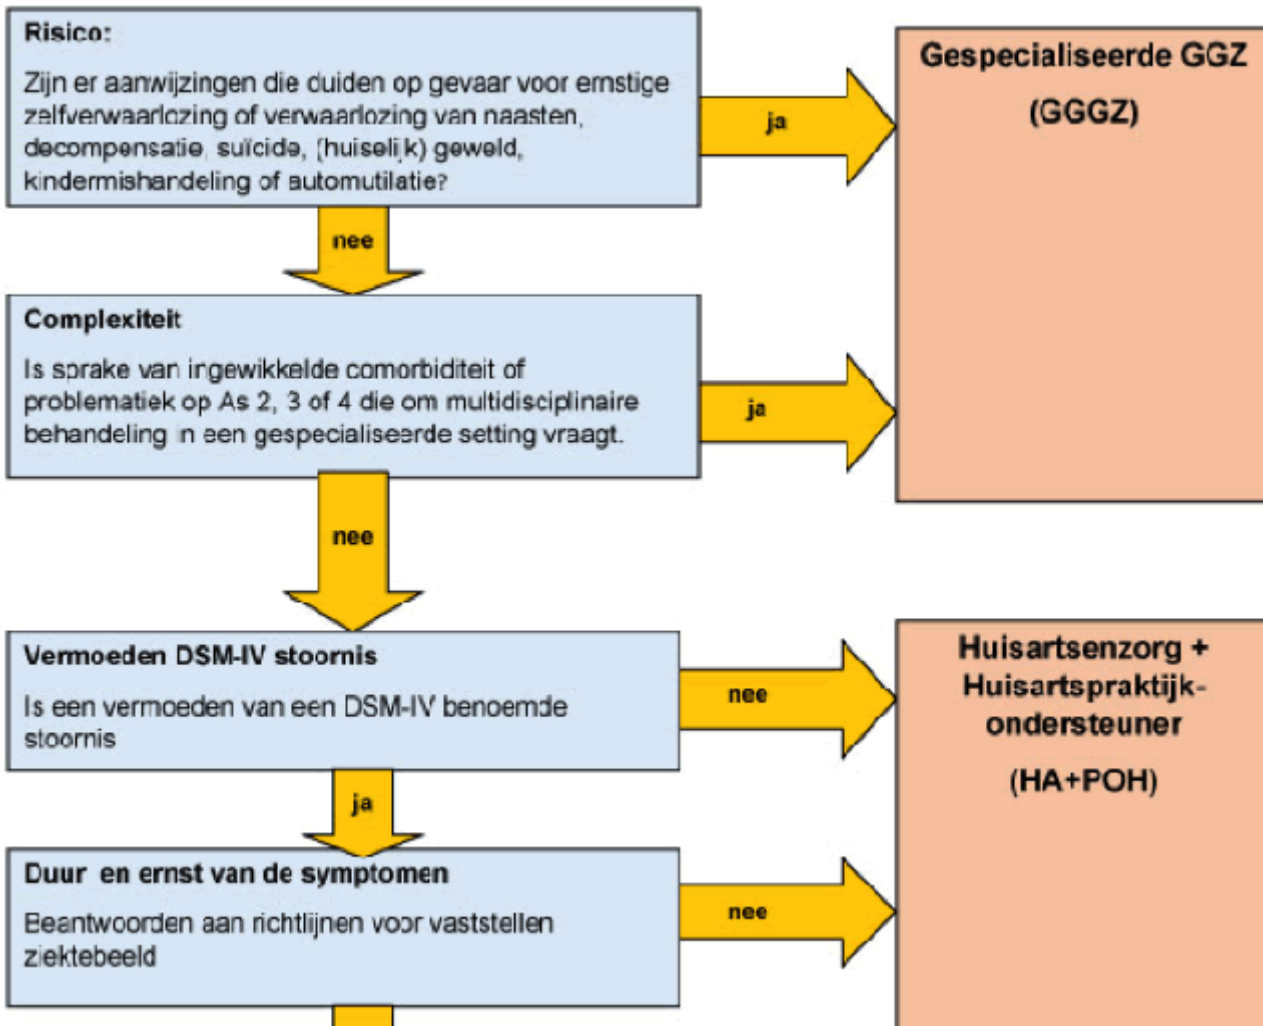 Risico:
Zijn er aanwijzingen die duiden op gevaar voor ernstige
zelfverwaarlozing of verwaarlozing van naasten,
decompensatie, suïcide, (huiselijk) geweld,
kindermishandeling of automutilatie?
ja
Gespecialiseerde GGZ
(GGGZ)
nee
Complexiteit
Is sprake van ingewikkelde comorbiditeit of
problematiek op As 2, 3 of 4 die om multidisciplinaire
behandeling in een gespecialiseerde setting vraagt.
ja
nee
Vermoeden DSM-IV stoornis
Is een vermoeden van een DSM-IV benoemde
stoornis
nee
Huisartsenzorg +
Huisartspraktijk-
ondersteuner
(HA+POH)
ja
Duur en ernst van de symptomen
Beantwoorden aan richtlijnen voor vaststellen
ziektebeeld
nee